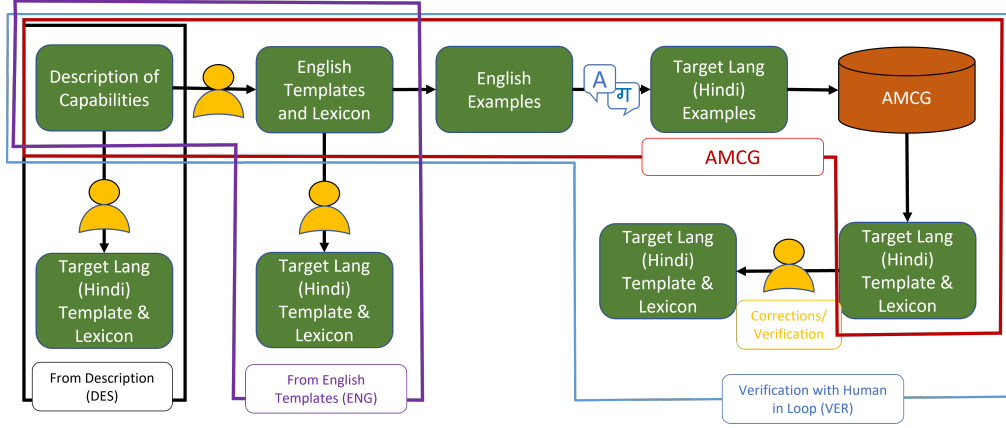 Description of
Capabilities
English
Templates
and Lexicon
English
Examples
A
ग
Target Lang
(Hindi)
Examples
AMCG
AMCG
Target Lang
(Hindi)
Template &
Lexicon
Target Lang
(Hindi)
Template &
Lexicon
Target Lang
(Hindi)
Template &
Lexicon
Target Lang
(Hindi)
Template &
Lexicon
Corrections/
Verification
From Description
(DES)
From English
Templates (ENG)
Verification with Human
in Loop (VER)